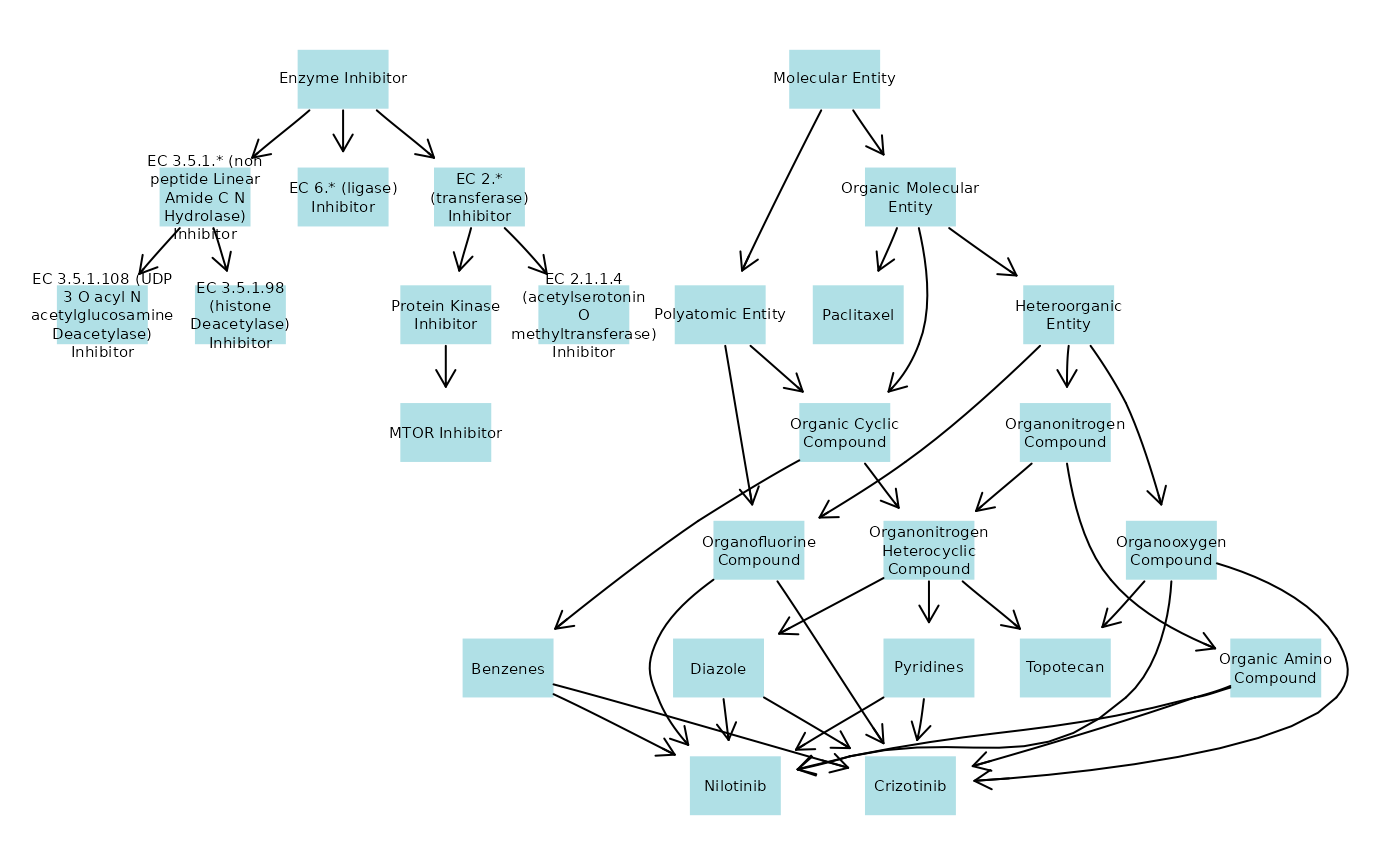 Enzyme Inhibitor
Molecular Entity
EC 3.5.1.* (non
peptide Linear
Amide C N
Hydrolase)
Inhibitor
EC 6.* (ligase)
Inhibitor
EC 2.*
(transferase)
Inhibitor
Organic Molecular
Entity
EC 3.5.1.108 (UDP
3 O acyl N
acetylglucosamine
Deacetylase)
Inhibitor
EC 3.5.1.98
(histone
Deacetylase)
Inhibitor
Protein Kinase
Inhibitor
EC 2.1.1.4
(acetylserotonin
O
methyltransferase)
Inhibitor
Polyatomic Entity
Paclitaxel
Heteroorganic
Entity
MTOR Inhibitor
Organic Cyclic
Compound
Organonitrogen
Compound
Organofluorine
Compound
Organonitrogen
Heterocyclic
Compound
Organooxygen
Compound
Benzenes
Diazole
Pyridines
Topotecan
Organic Amino
Compound
Nilotinib
Crizotinib